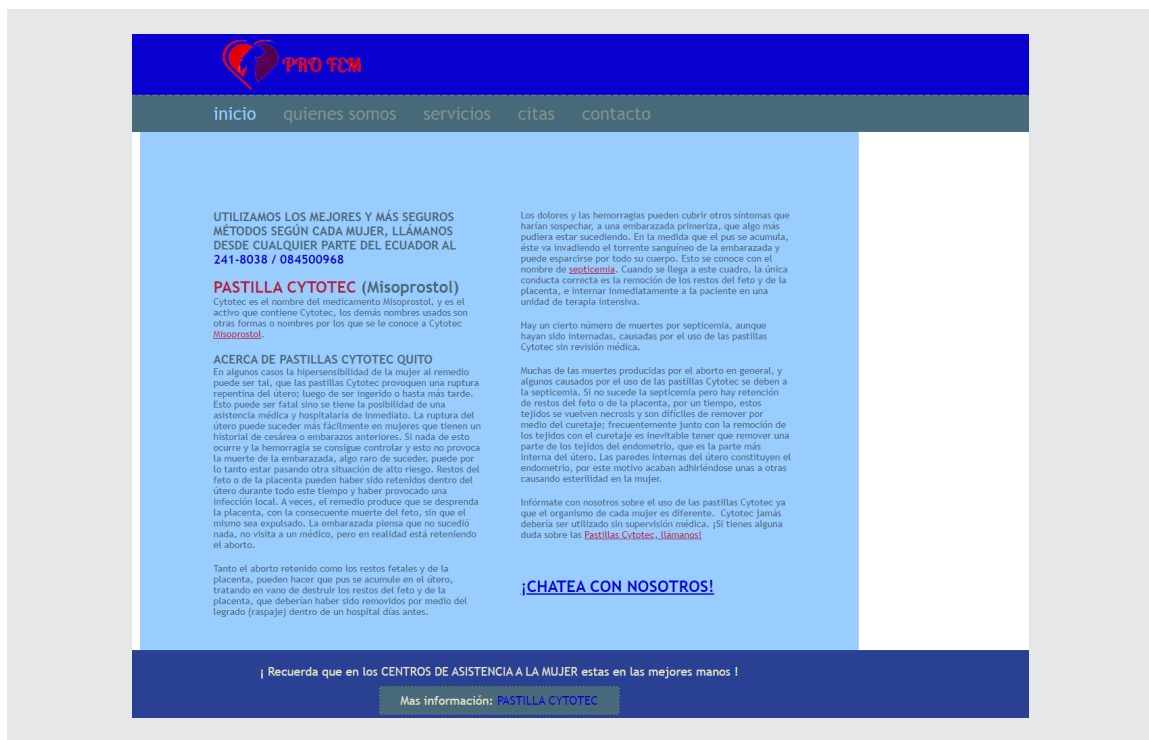 PRO FEM
inicio quienes somos servicios citas contacto
UTILIZAMOS LOS MEJORES Y MÁS SEGUROS
MÉTODOS SEGÚN CADA MUJER, LLÁMANOS
DESDE CUALQUIER PARTE DEL ECUADOR AL
241-8038 / 084500968
PASTILLA CYTOTEC (Misoprostol)
Cytotec es el nombre del medicamento Misoprostol, y es el
activo que contiene Cytotec, los demás nombres usados son
otras formas o nombres por los que se le conoce a Cytotec
Misoprostol.
ACERCA DE PASTILLAS CYTOTEC QUITO
En algunos casos la hipersensibilidad de la mujer al remedio
puede ser tal, que las pastillas Cytotec provoquen una ruptura
repentina del útero; luego de ser ingerido o hasta más tarde.
Esto puede ser fatal sino se tiene la posibilidad de una
asistencia médica y hospitalaria de inmediato. La ruptura del
útero puede suceder más fácilmente en mujeres que tienen un
historial de cesárea o embarazos anteriores. Si nada de esto
ocurre y la hemorragia se consigue controlar y esto no provoca
la muerte de la embarazada, algo raro de suceder, puede por
lo tanto estar pasando otra situación de alto riesgo. Restos del
feto o de la placenta pueden haber sido retenidos dentro del
útero durante todo este tiempo y haber provocado una
infección local. A veces, el remedio produce que se desprenda
la placenta, con la consecuente muerte del feto, sin que el
mismo sea expulsado. La embarazada piensa que no sucedió
nada, no visita a un médico, pero en realidad está reteniendo
el aborto.
Tanto el aborto retenido como los restos fetales y de la
placenta, pueden hacer que pus se acumule en el útero,
tratando en vano de destruir los restos del feto y de la
placenta, que deberían haber sido removidos por medio del
legrado (raspaje) dentro de un hospital días antes.
Los dolores y las hemorragias pueden cubrir otros síntomas que
harían sospechar, a una embarazada primeriza, que algo más
pudiera estar sucediendo. En la medida que el pus se acumula,
éste va invadiendo el torrente sanguíneo de la embarazada y
puede esparcirse por todo su cuerpo. Esto se conoce con el
nombre de septicemia. Cuando se llega a este cuadro, la única
conducta correcta es la remoción de los restos del feto y de la
placenta, e internar inmediatamente a la paciente en una
unidad de terapia intensiva.
Hay un cierto número de muertes por septicemia, aunque
hayan sido internadas, causadas por el uso de las pastillas
Cytotec sin revisión médica.
Muchas de las muertes producidas por el aborto en general, y
algunos causados por el uso de las pastillas Cytotec se deben a
la septicemia. Si no sucede la septicemia pero hay retención
de restos del feto o de la placenta, por un tiempo, estos
tejidos se vuelven necrosis y son difíciles de remover por
medio del curetaje; frecuentemente junto con la remoción de
los tejidos con el curetaje es inevitable tener que remover una
parte de los tejidos del endometrio, que es la parte más
interna del útero. Las paredes internas del útero constituyen el
endometrio, por este motivo acaban adhiriéndose unas a otras
causando esterilidad en la mujer.
Infórmate con nosotros sobre el uso de las pastillas Cytotec ya
que el organismo de cada mujer es diferente. Cytotec jamás
debería ser utilizado sin supervisión médica. ¡SI tienes alguna
duda sobre las Pastillas Cytotec, llámanos!
¡CHATEA CON NOSOTROS!
¡ Recuerda que en los CENTROS DE ASISTENCIA A LA MUJER estas en las mejores manos !
Mas información: PASTILLA CYTOTEC